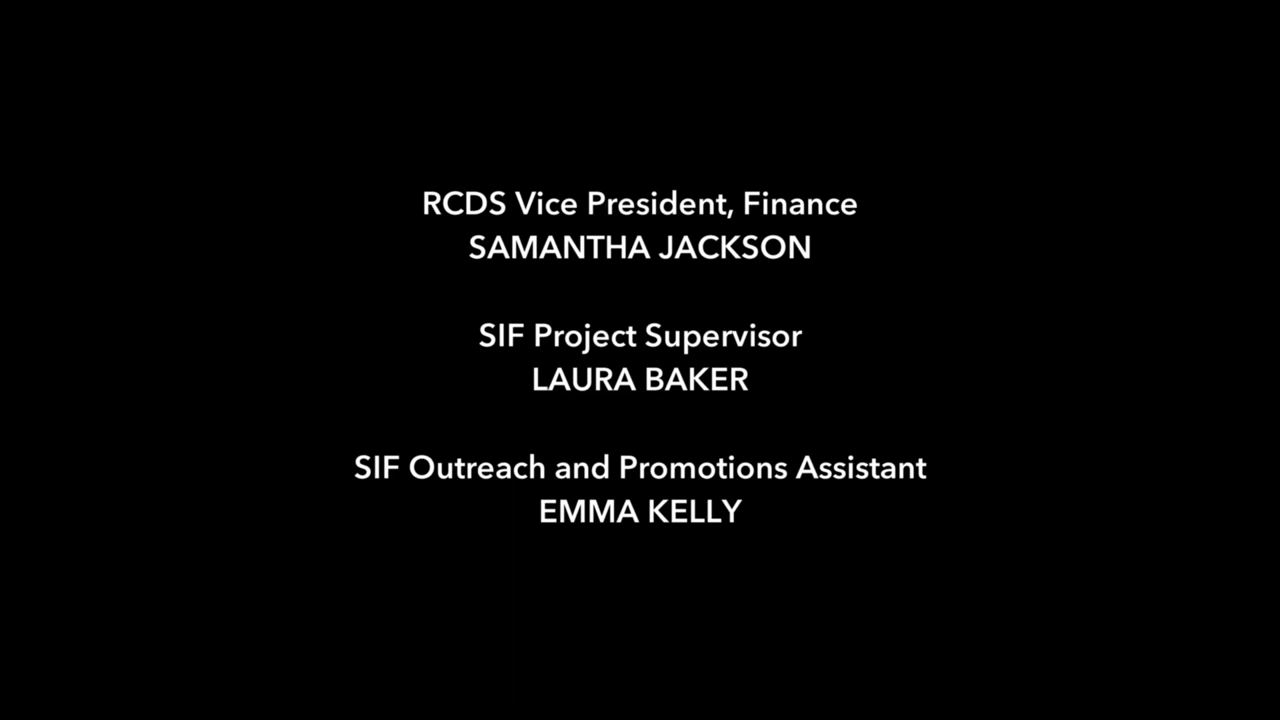 RCDS Vice President, Finance
SAMANTHA JACKSON
SIF Project Supervisor
LAURA BAKER
SIF Outreach and Promotions Assistant
EMMA KELLY